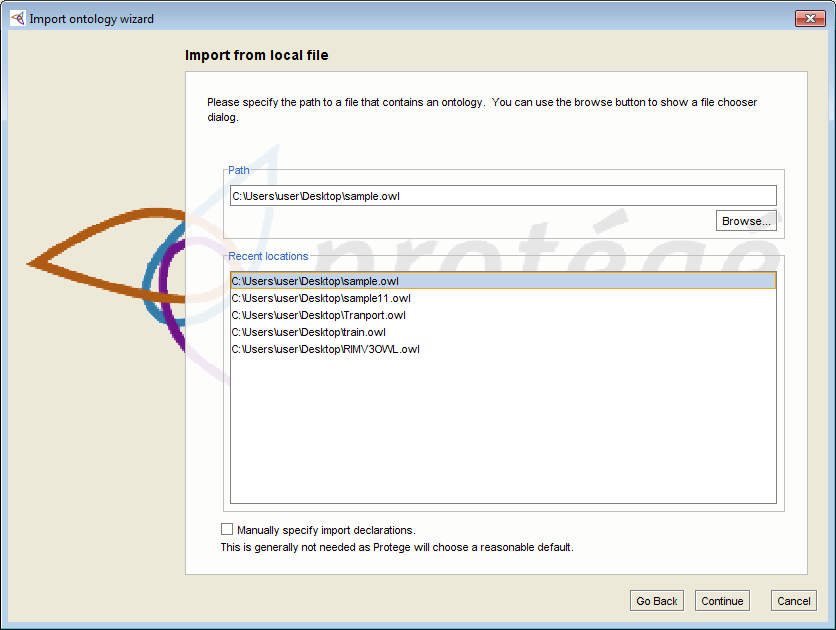 Import ontology wizard
Import from local file
Please specify the path to a file that contains an ontology.  You can use the browse button to show a file chooser
dialog.
Path
C:\Users\user\Desktop\sample.owl
Browse...
protégé
Recent locations
C:\Users\user\Desktop\sample.owl
C:\Users\user\Desktop\sample11.owl
C:\Users\user\Desktop\Tranport.owl
C:\Users\user\Desktop\train.owl
C:\Users\user\Desktop\RIMV3OWL.owl
Manually specify import declarations.
This is generally not needed as Protege will choose a reasonable default.
Go Back
Continue
Cancel